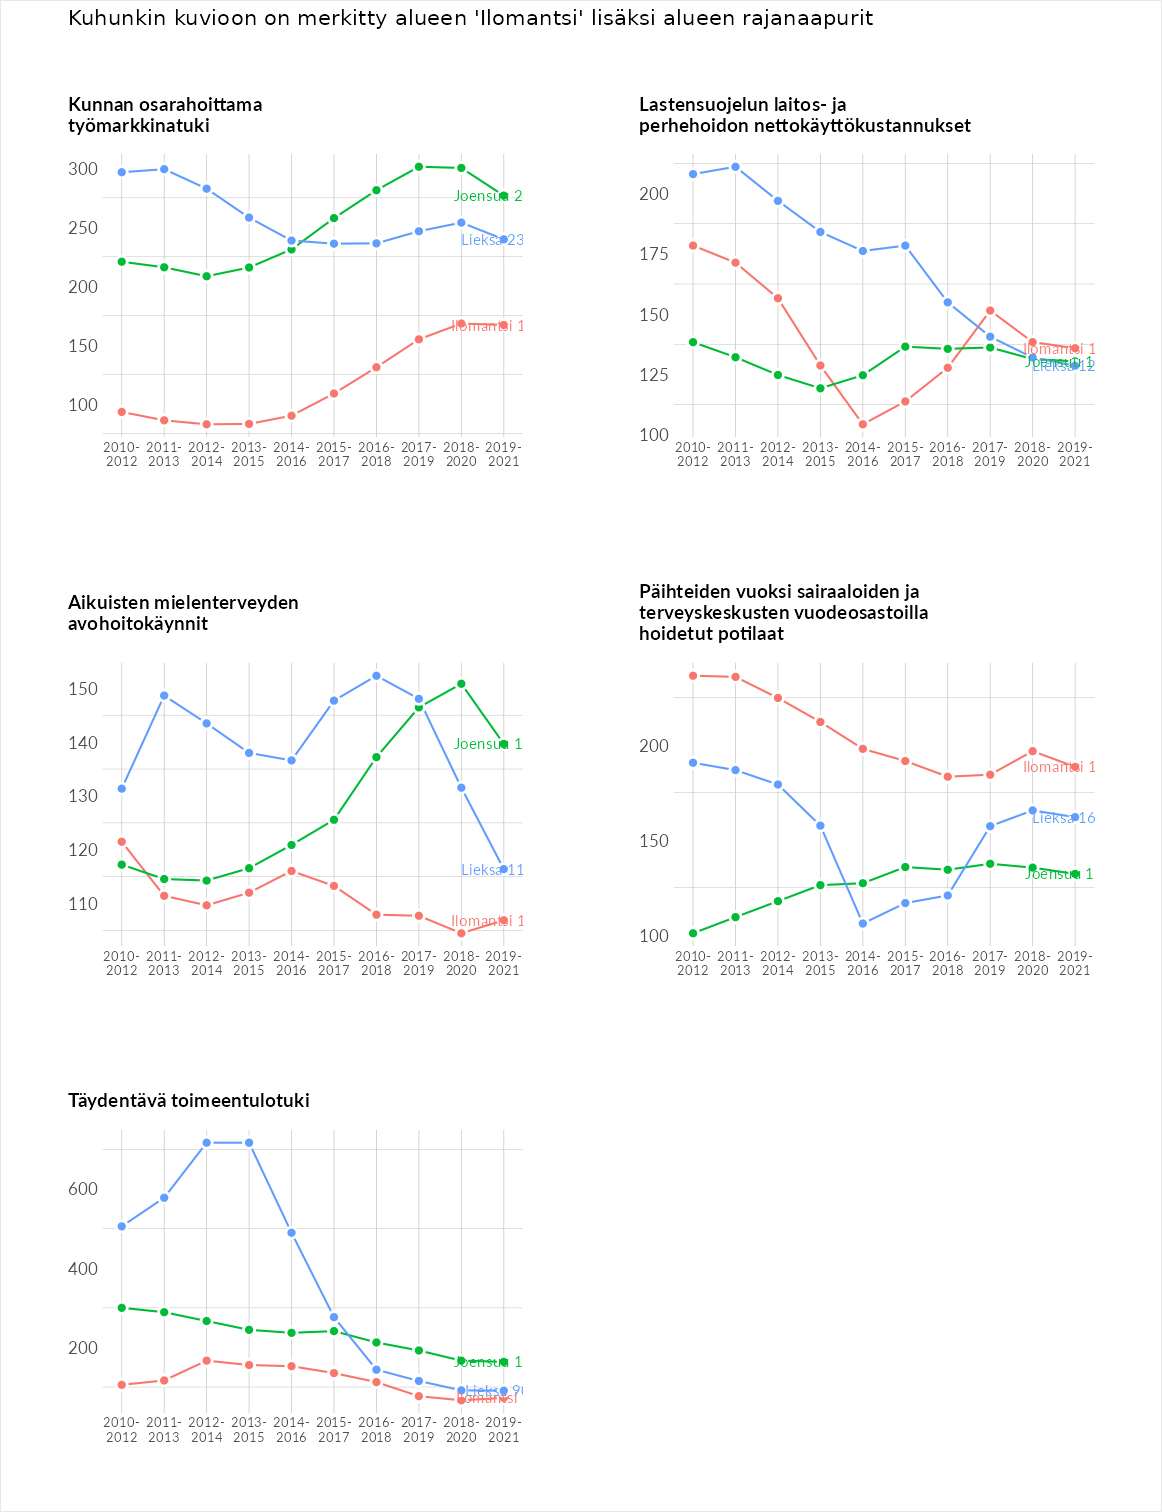 Kuhunkin kuvioon on merkitty alueen 'Ilomantsi' lisäksi alueen rajanaapurit
Kunnan osarahoittama
työmarkkinatuki
300
250
200
150
100
Joensuu 2
Lieksa 23
Ilomantsi 1
2010- 2011- 2012- 2013- 2014- 2015- 2016- 2017- 2018- 2019-
2012 2013 2014 2015 2016 2017 2018 2019 2020 2021
Lastensuojelun laitos- ja
perhehoidon nettokäyttökustannukset
200
175
150
125
100
Ilomantsi 1
Joensuu 1
Lieksa 12
2010- 2011- 2012- 2013- 2014- 2015- 2016- 2017- 2018- 2019-
2012 2013 2014 2015 2016 2017 2018 2019 2020 2021
Aikuisten mielenterveyden
avohoitokäynnit
150
140
130
120
110
Joensuu 1
Lieksa 11
Ilomantsi 1
2010- 2011- 2012- 2013- 2014- 2015- 2016- 2017- 2018- 2019-
2012 2013 2014 2015 2016 2017 2018 2019 2020 2021
Päihteiden vuoksi sairaaloiden ja
terveyskeskusten vuodeosastoilla
hoidetut potilaat
200
150
100
Ilomantsi 1
Lieksa 16
Joensuu 1
2010- 2011- 2012- 2013- 2014- 2015- 2016- 2017- 2018- 2019-
2012 2013 2014 2015 2016 2017 2018 2019 2020 2021
Täydentävä toimeentulotuki
600
400
200
Joensuu 1
Lieksa 90
Ilomantsi
2010- 2011- 2012- 2013- 2014- 2015- 2016- 2017- 2018- 2019-
2012 2013 2014 2015 2016 2017 2018 2019 2020 2021